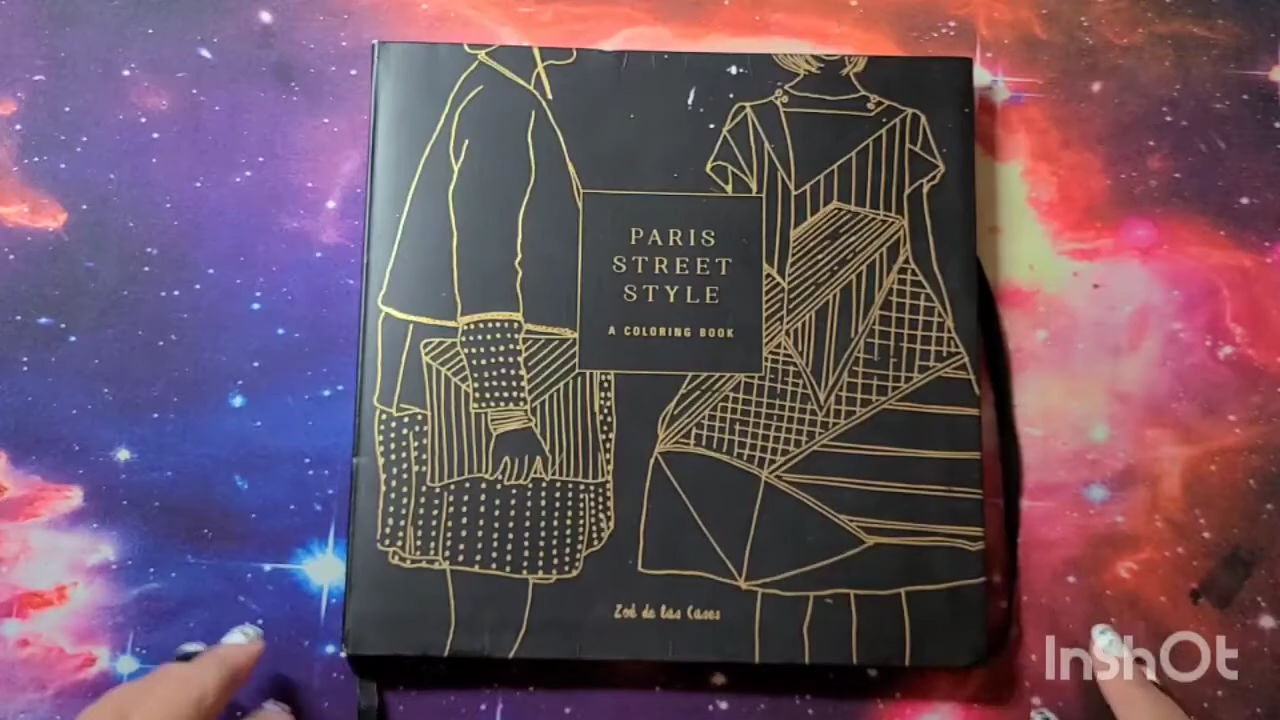 PARIS
STREET
STYLE
A COLORING BOOK
Zoé de las Cases
InShOt